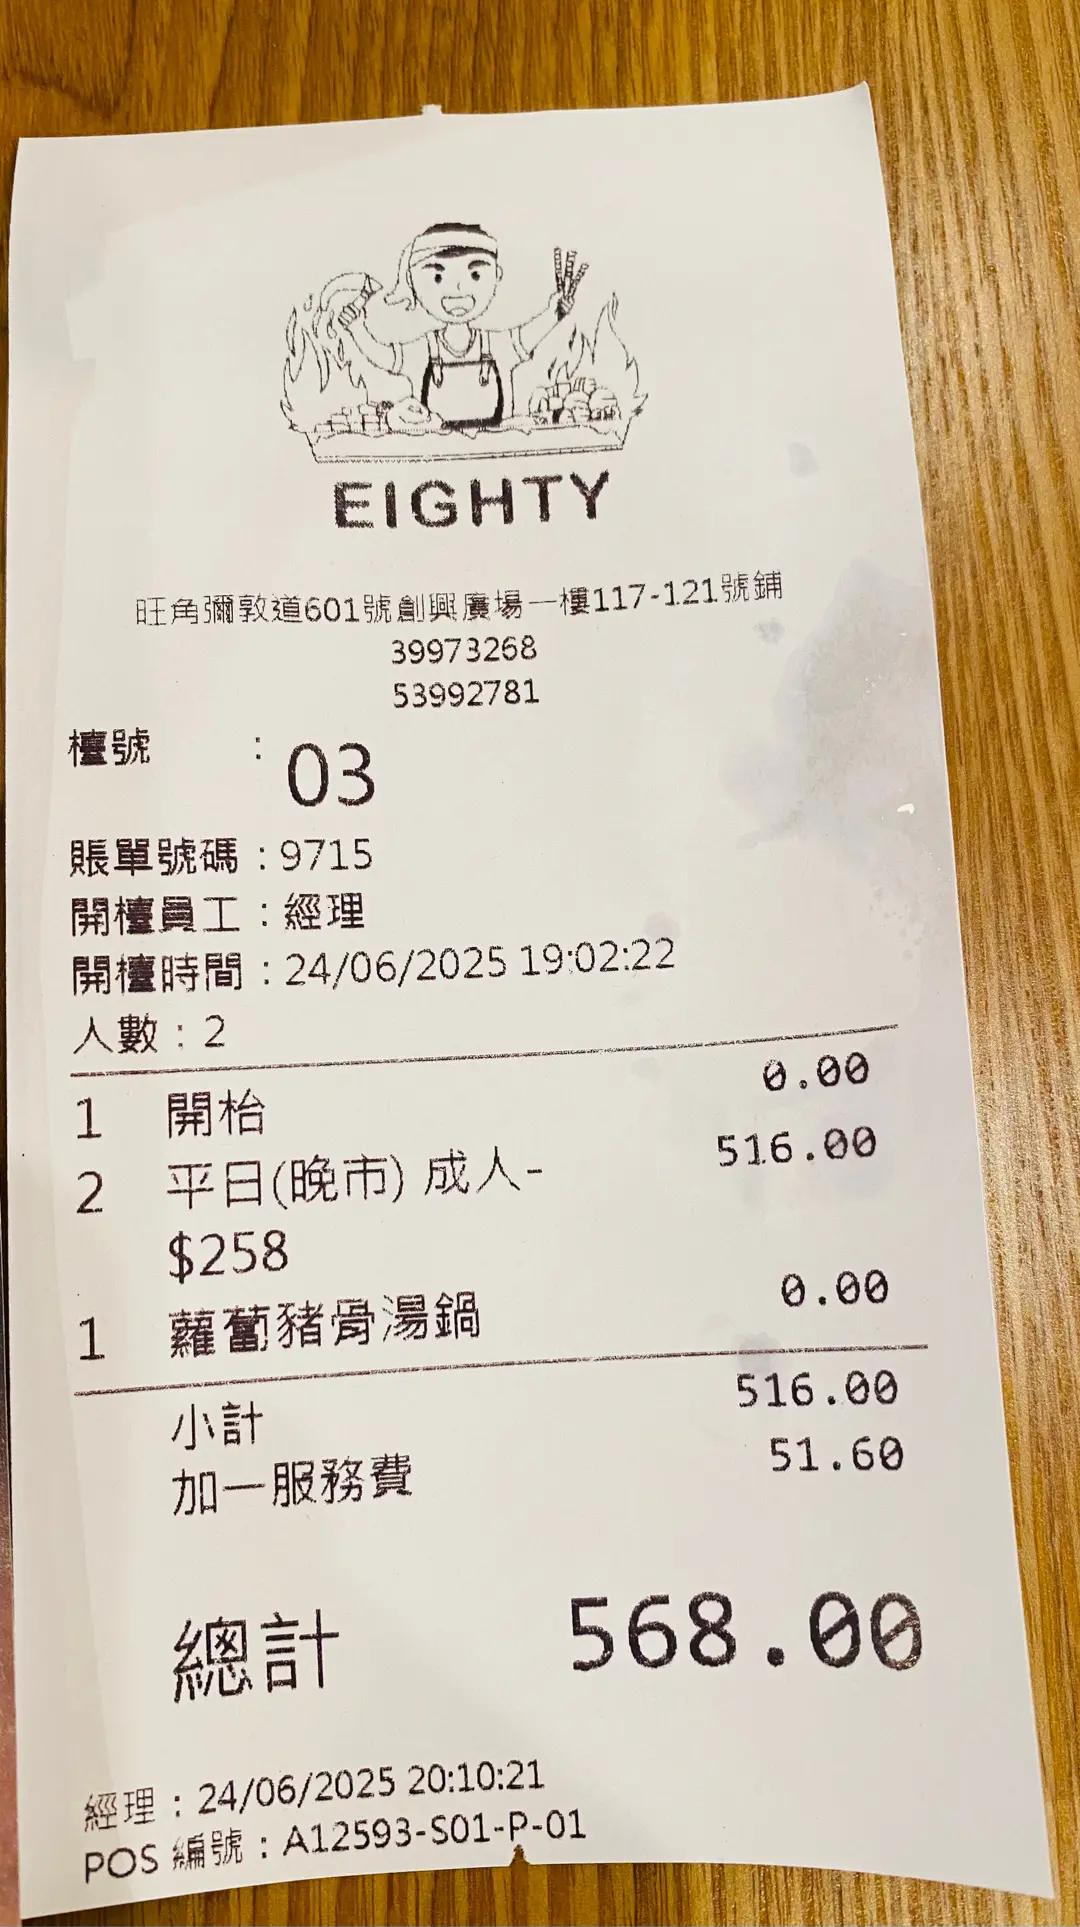 EIGHTY
旺角彌敦道601號創興廣場一樓117-121號鋪
39973268
53992781
檯號 : 03
賬單號碼 : 9715
開檯員工 : 經理
開檯時間 : 24/06/2025 19:02:22
人數 : 2
1 開枱 0.00
2 平日(晚市) 成人- 516.00
$258
1 蘿蔔豬骨湯鍋 0.00
小計 516.00
加一服務費 51.60
總計 568.00
經理 : 24/06/2025 20:10:21
POS 編號 : A12593-S01-P-01